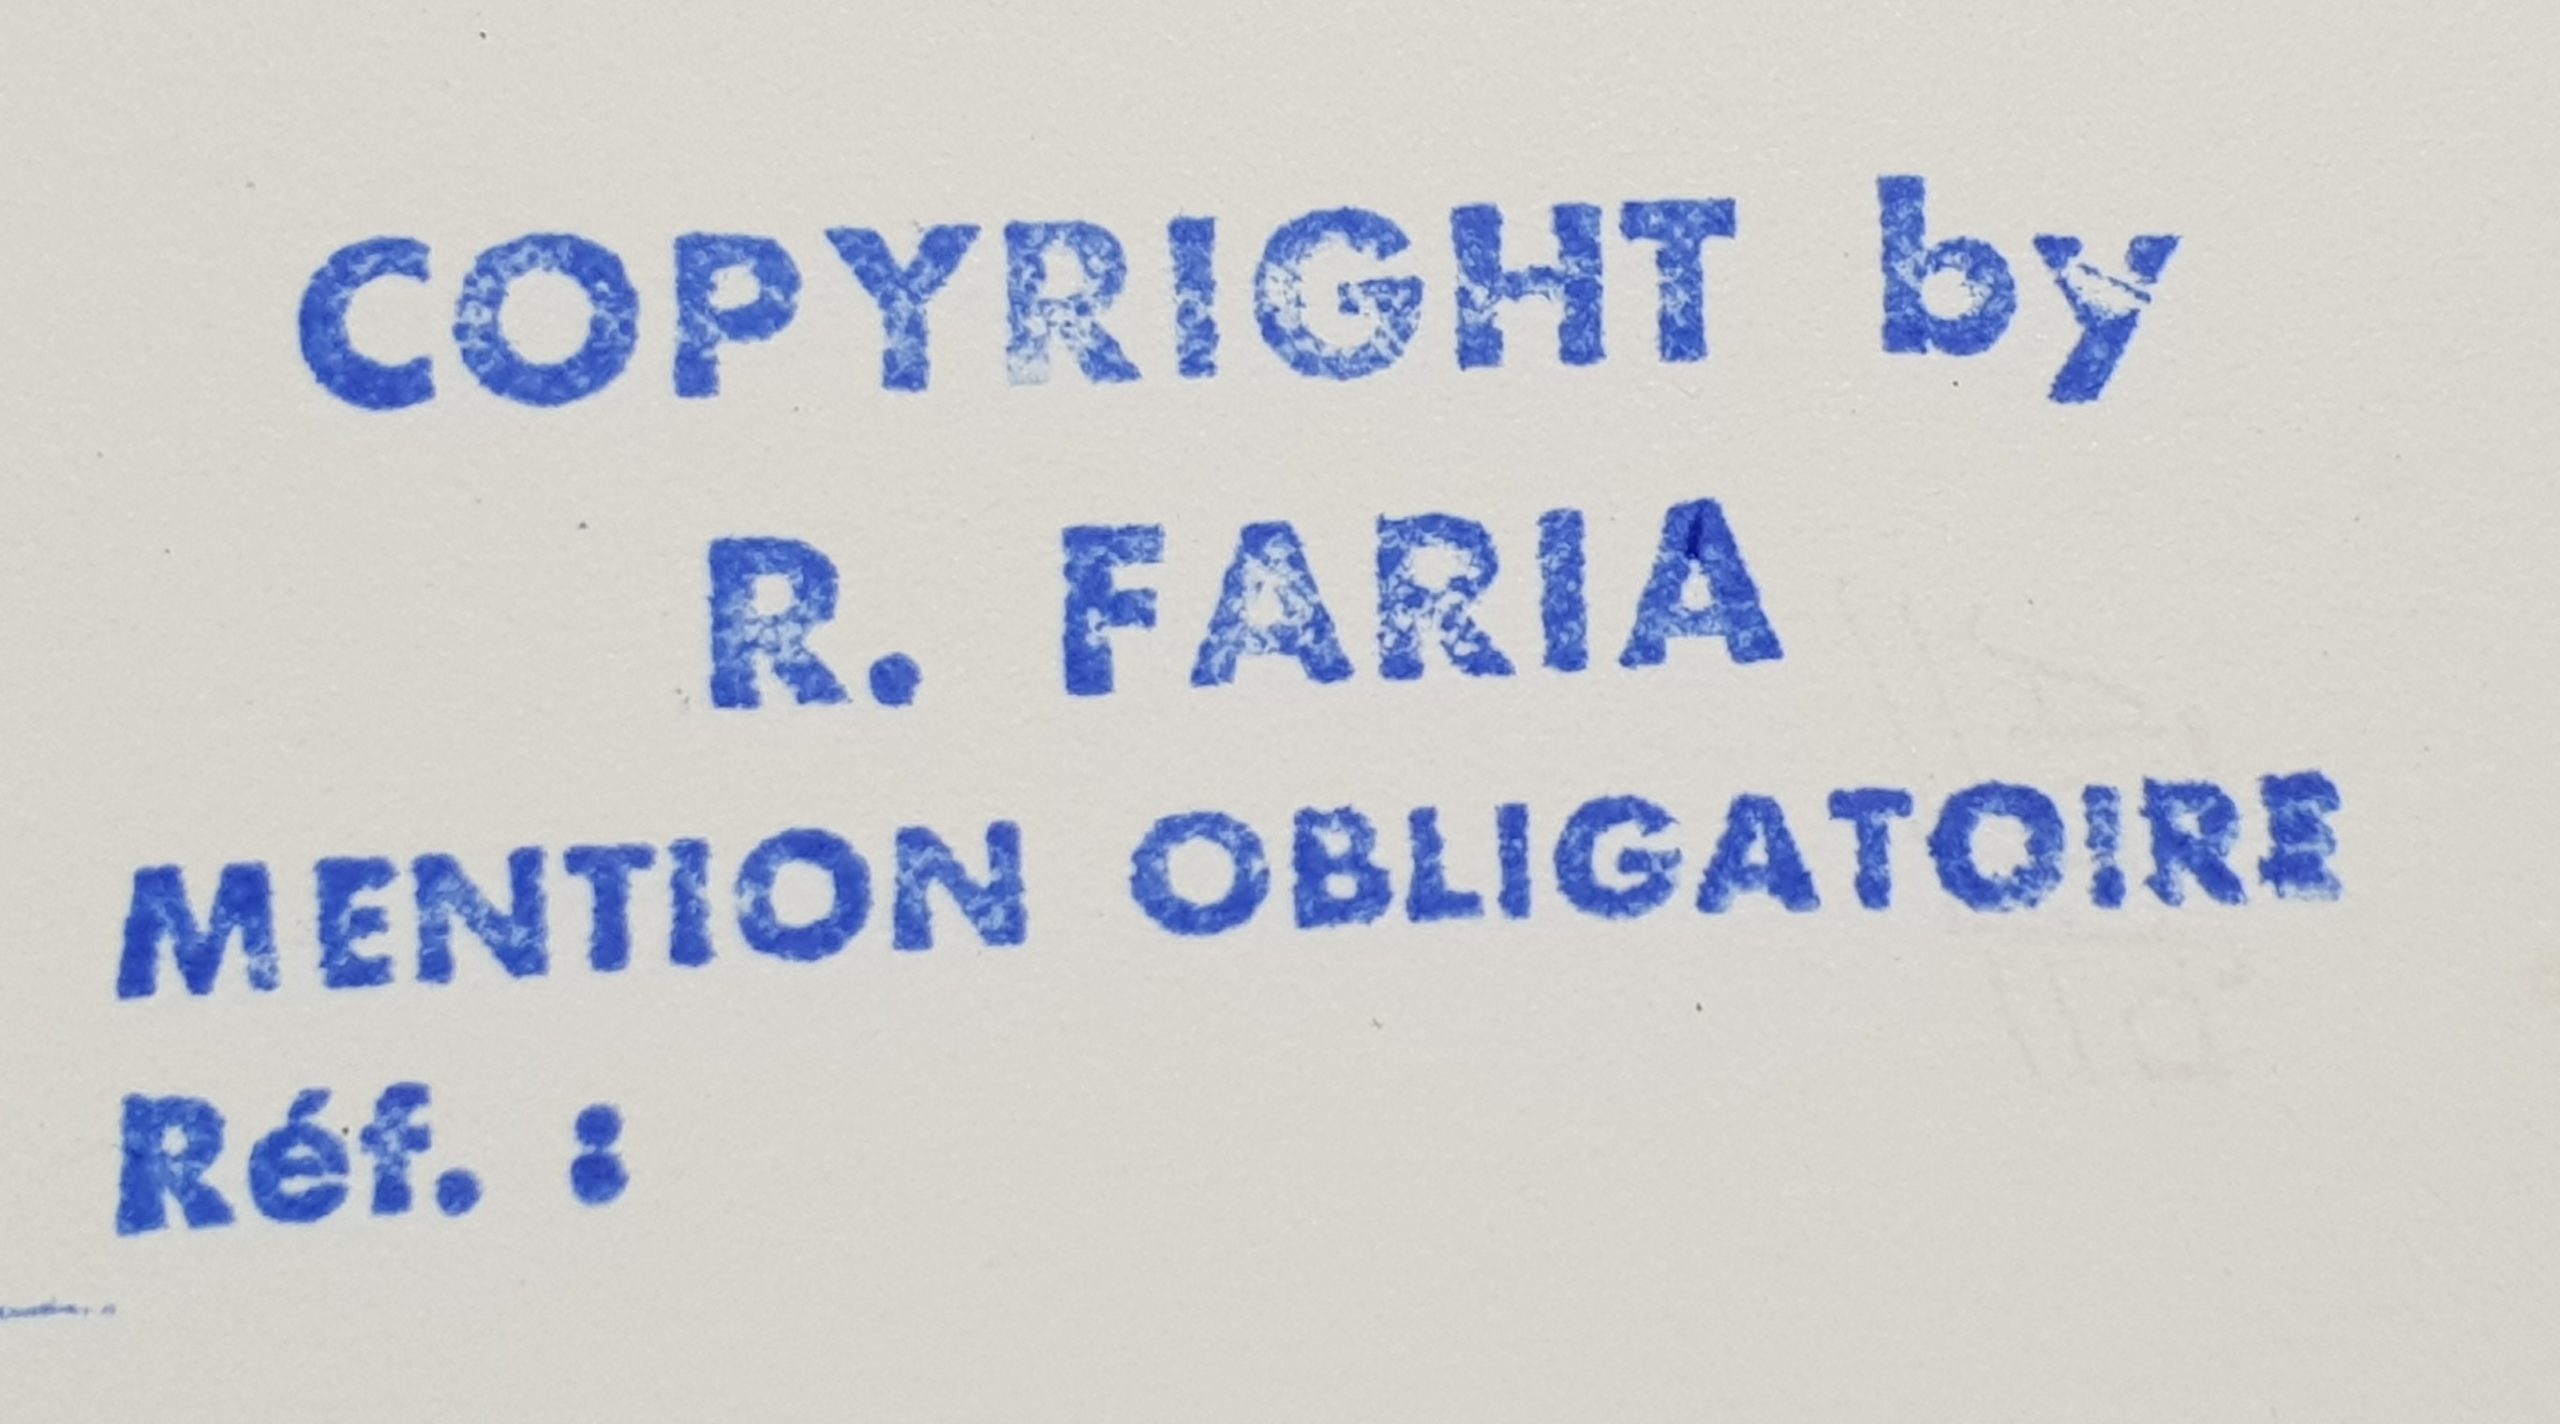 COPYRIGHT by
R. FARIA
MENTION OBLIGATOIRE
Réf. :